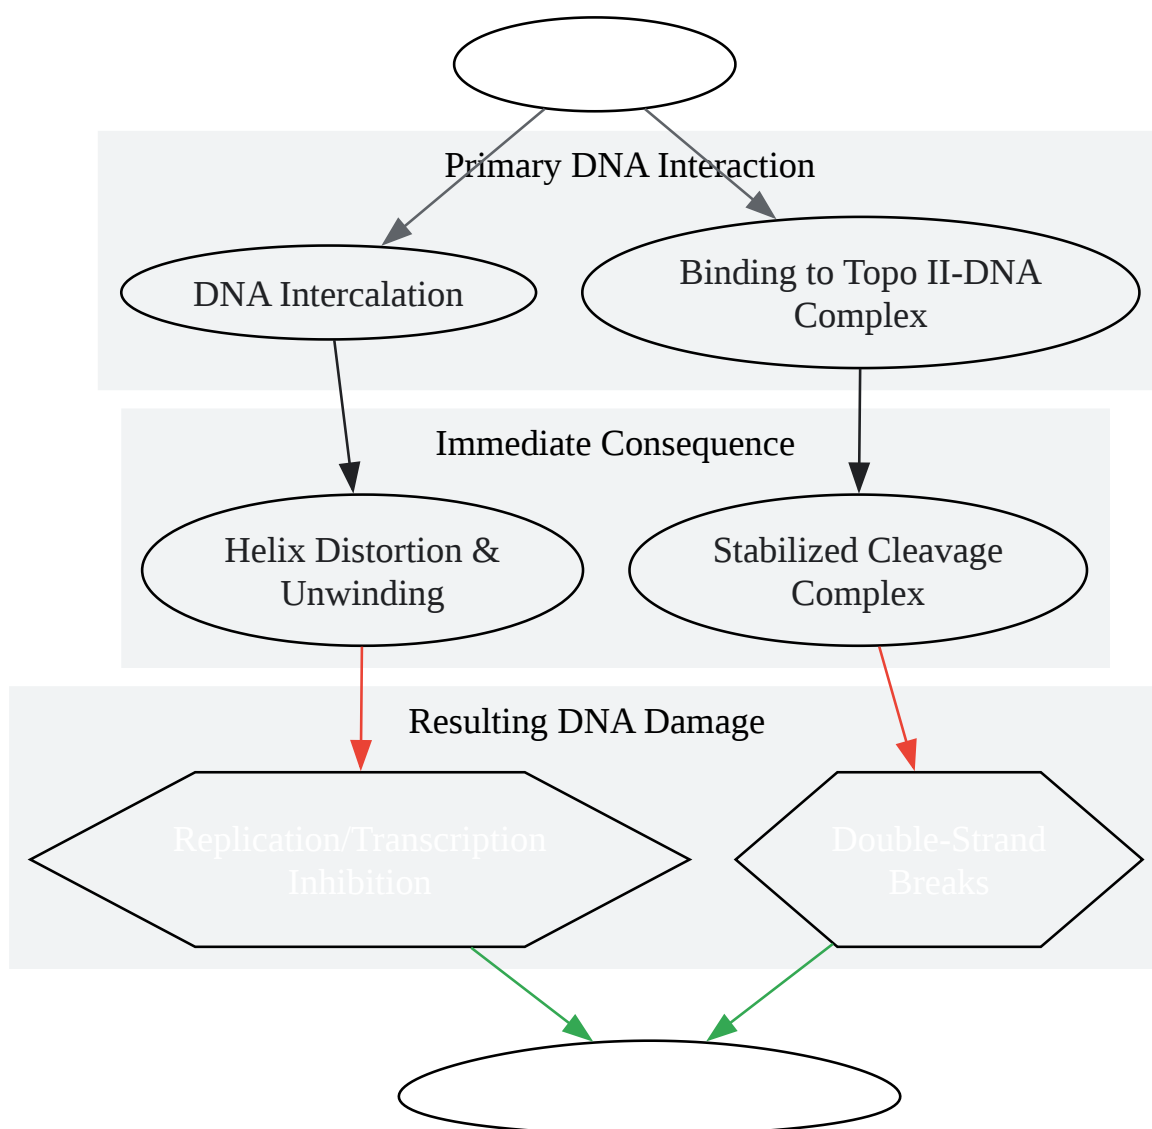 Primary DNA Interaction
DNA Intercalation
Binding to Topo II-DNA
Complex
Immediate Consequence
Helix Distortion &
Unwinding
Stabilized Cleavage
Complex
Resulting DNA Damage
Replication/Transcription
Inhibition
Double-Strand
Breaks